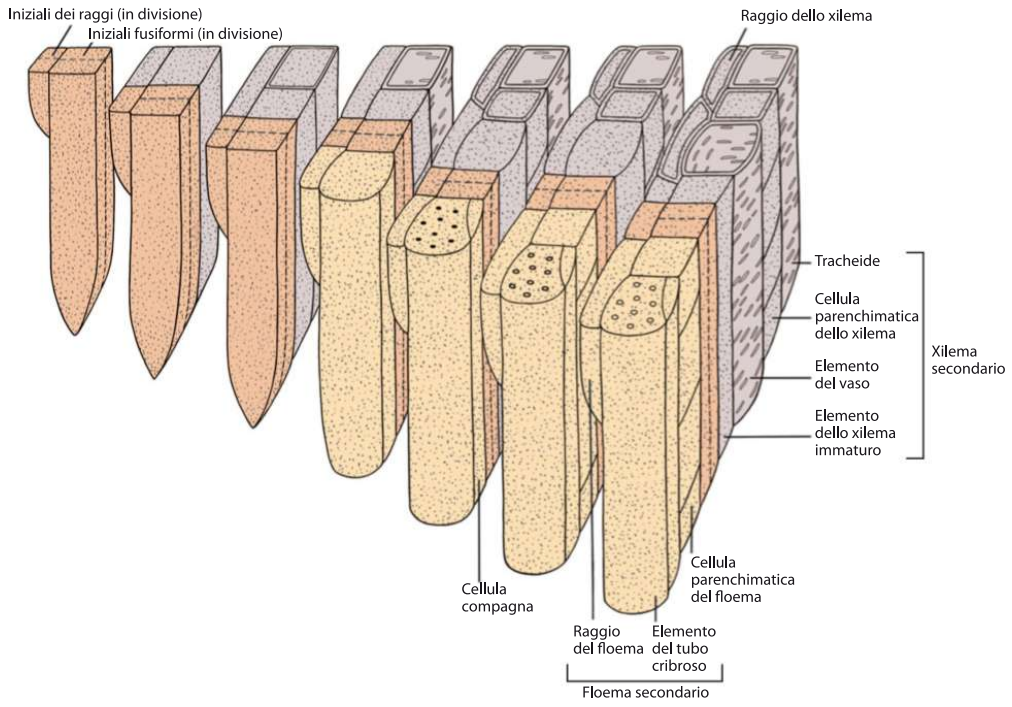 Iniziali dei raggi (in divisione)
Iniziali fusiformi (in divisione)
Raggio dello xilema
Tracheide
Cellula
parenchimatica
dello xilema
Elemento
del vaso
Elemento
dello xilema
immaturo
Xilema
secondario
Cellula
compagna
Raggio
del floema
Elemento
del tubo
cribroso
Cellula
parenchimatica
del floema
Floema secondario